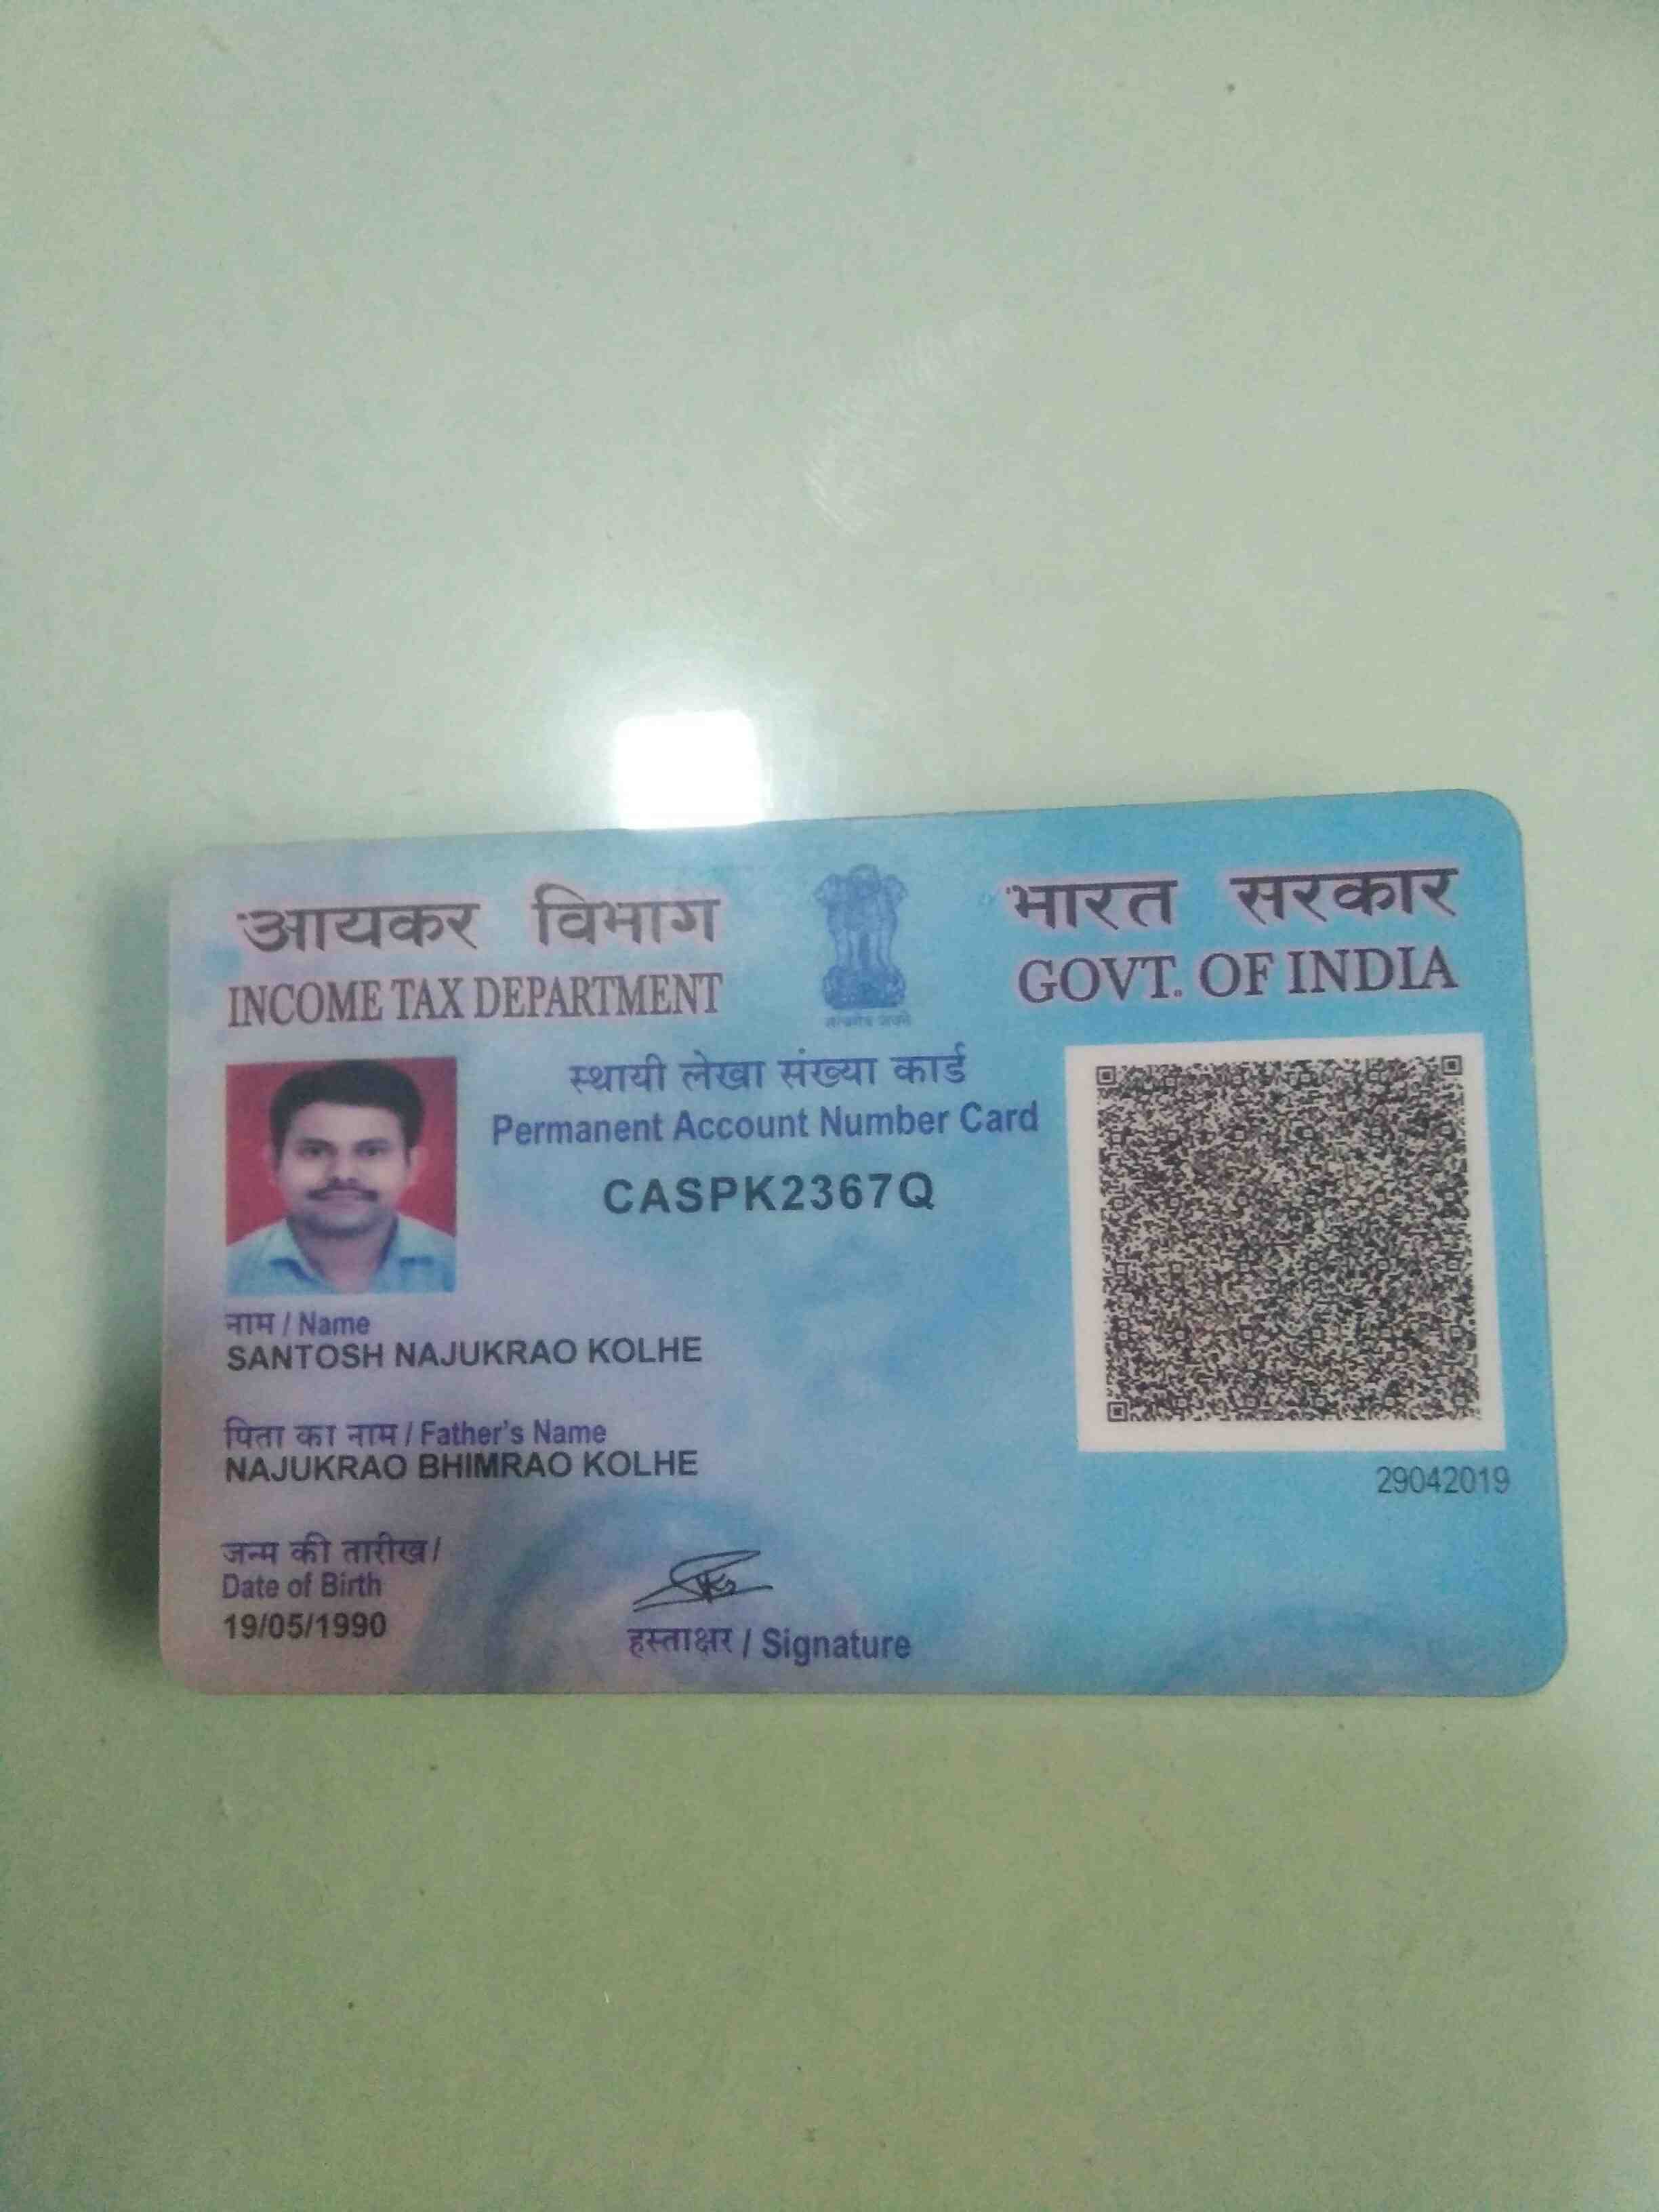 आयकर विभाग
INCOME TAX DEPARTMENT
भारत सरकार
GOVT. OF INDIA
सत्यमेव जयते
स्थायी लेखा संख्या कार्ड
Permanent Account Number Card
CASPK2367Q
नाम / Name
SANTOSH NAJUKRAO KOLHE
पिता का नाम / Father's Name
NAJUKRAO BHIMRAO KOLHE
29042019
जन्म की तारीख /
Date of Birth
19/05/1990
हस्ताक्षर / Signature